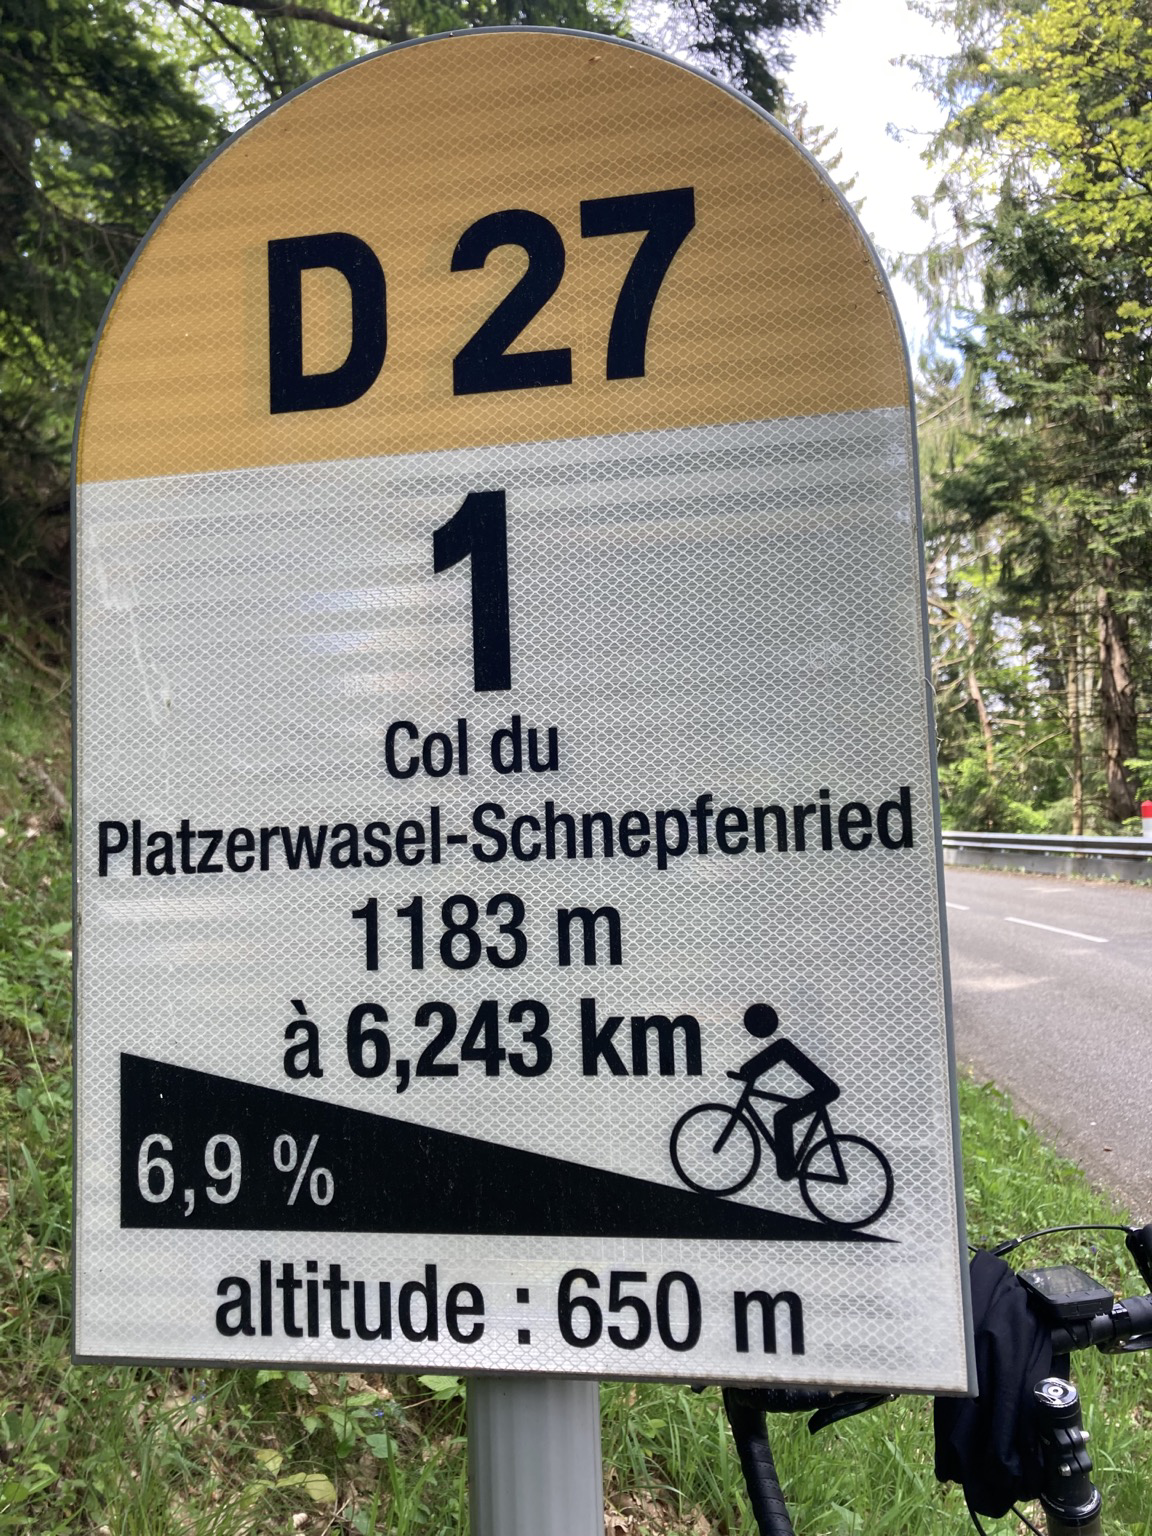 D 27
1
Col du
Platzerwasel-Schnepfenried
1183 m
à 6,243 km
6,9 %
altitude : 650 m